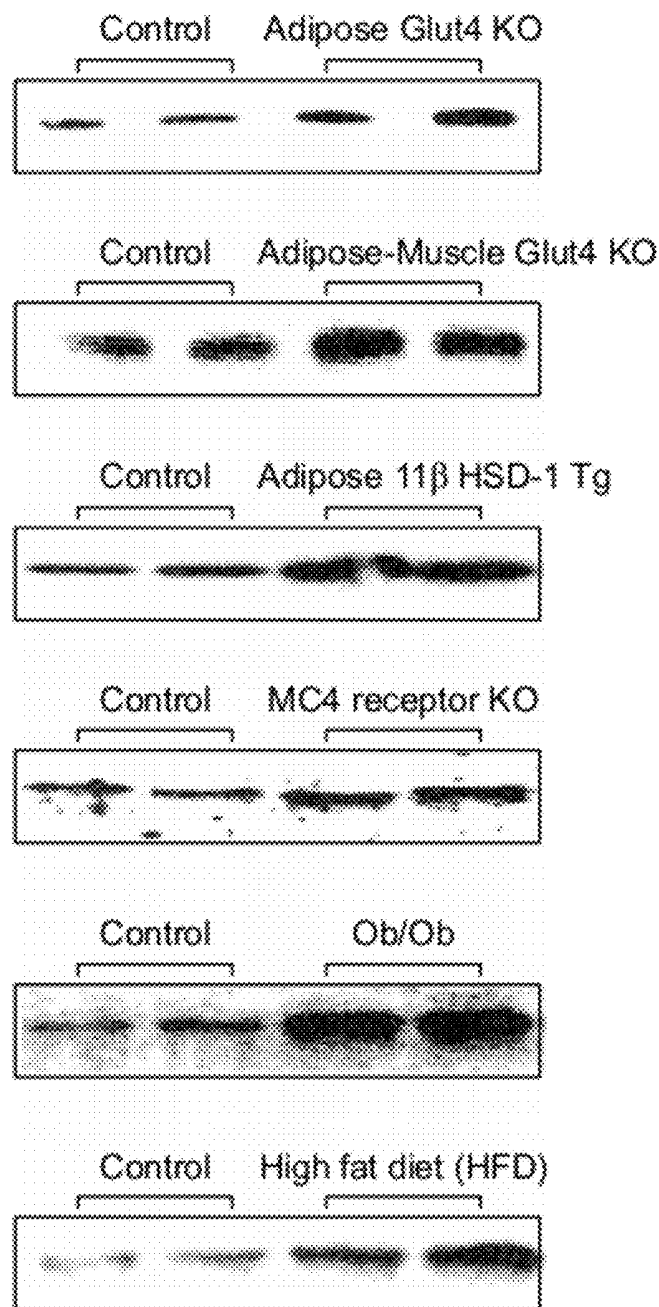 Control Adipose Glut4 KO
Control Adipose-Muscle Glut4 KO
Control Adipose 11β HSD-1 Tg
Control MC4 receptor KO
Control Ob/Ob
Control High fat diet (HFD)